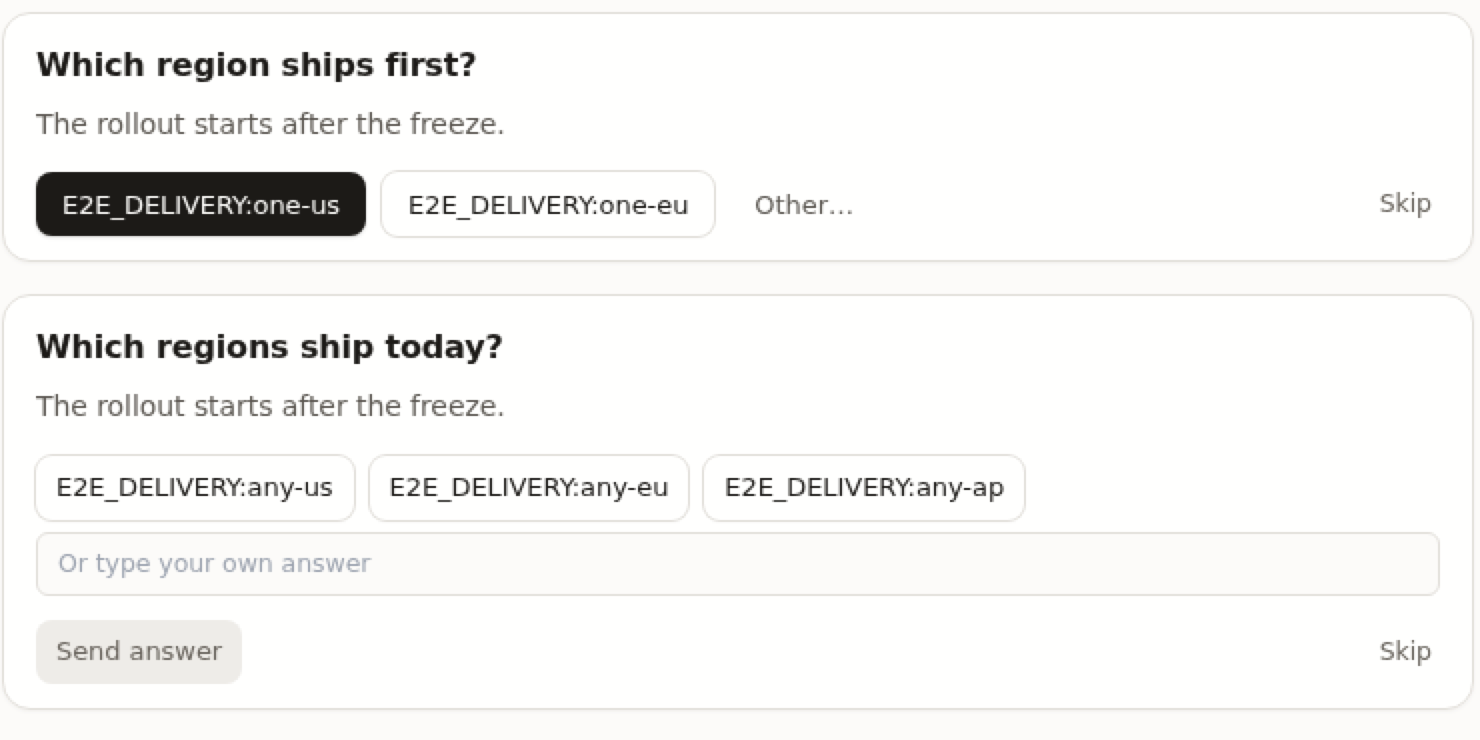 Which region ships first?
The rollout starts after the freeze.
E2E_DELIVERY:one-us E2E_DELIVERY:one-eu Other... Skip
Which regions ship today?
The rollout starts after the freeze.
E2E_DELIVERY:any-us E2E_DELIVERY:any-eu E2E_DELIVERY:any-ap
Or type your own answer
Send answer Skip